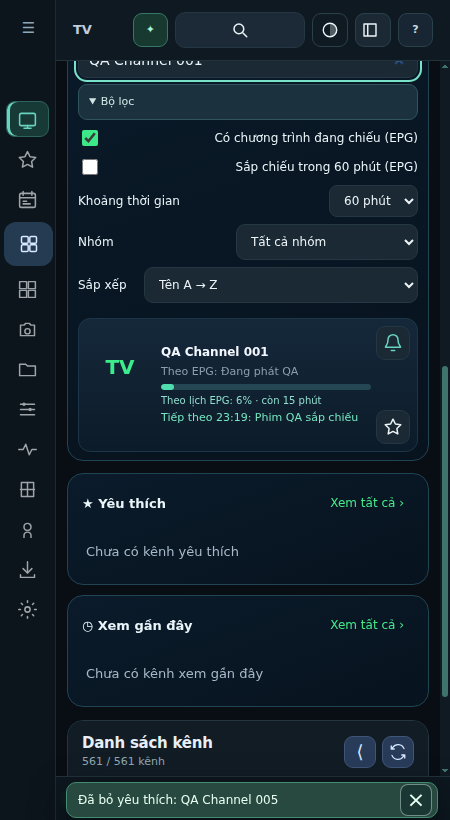 TV
?
QA Channel 001
▼ Bộ lọc
Có chương trình đang chiếu (EPG)
Sắp chiếu trong 60 phút (EPG)
Khoảng thời gian
60 phút
Nhóm
Tất cả nhóm
Sắp xếp
Tên A → Z
TV
QA Channel 001
Theo EPG: Đang phát QA
Theo lịch EPG: 6% · còn 15 phút
Tiếp theo 23:19: Phim QA sắp chiếu
★ Yêu thích
Xem tất cả ›
Chưa có kênh yêu thích
◷ Xem gần đây
Xem tất cả ›
Chưa có kênh xem gần đây
Danh sách kênh
561 / 561 kênh
Đã bỏ yêu thích: QA Channel 005